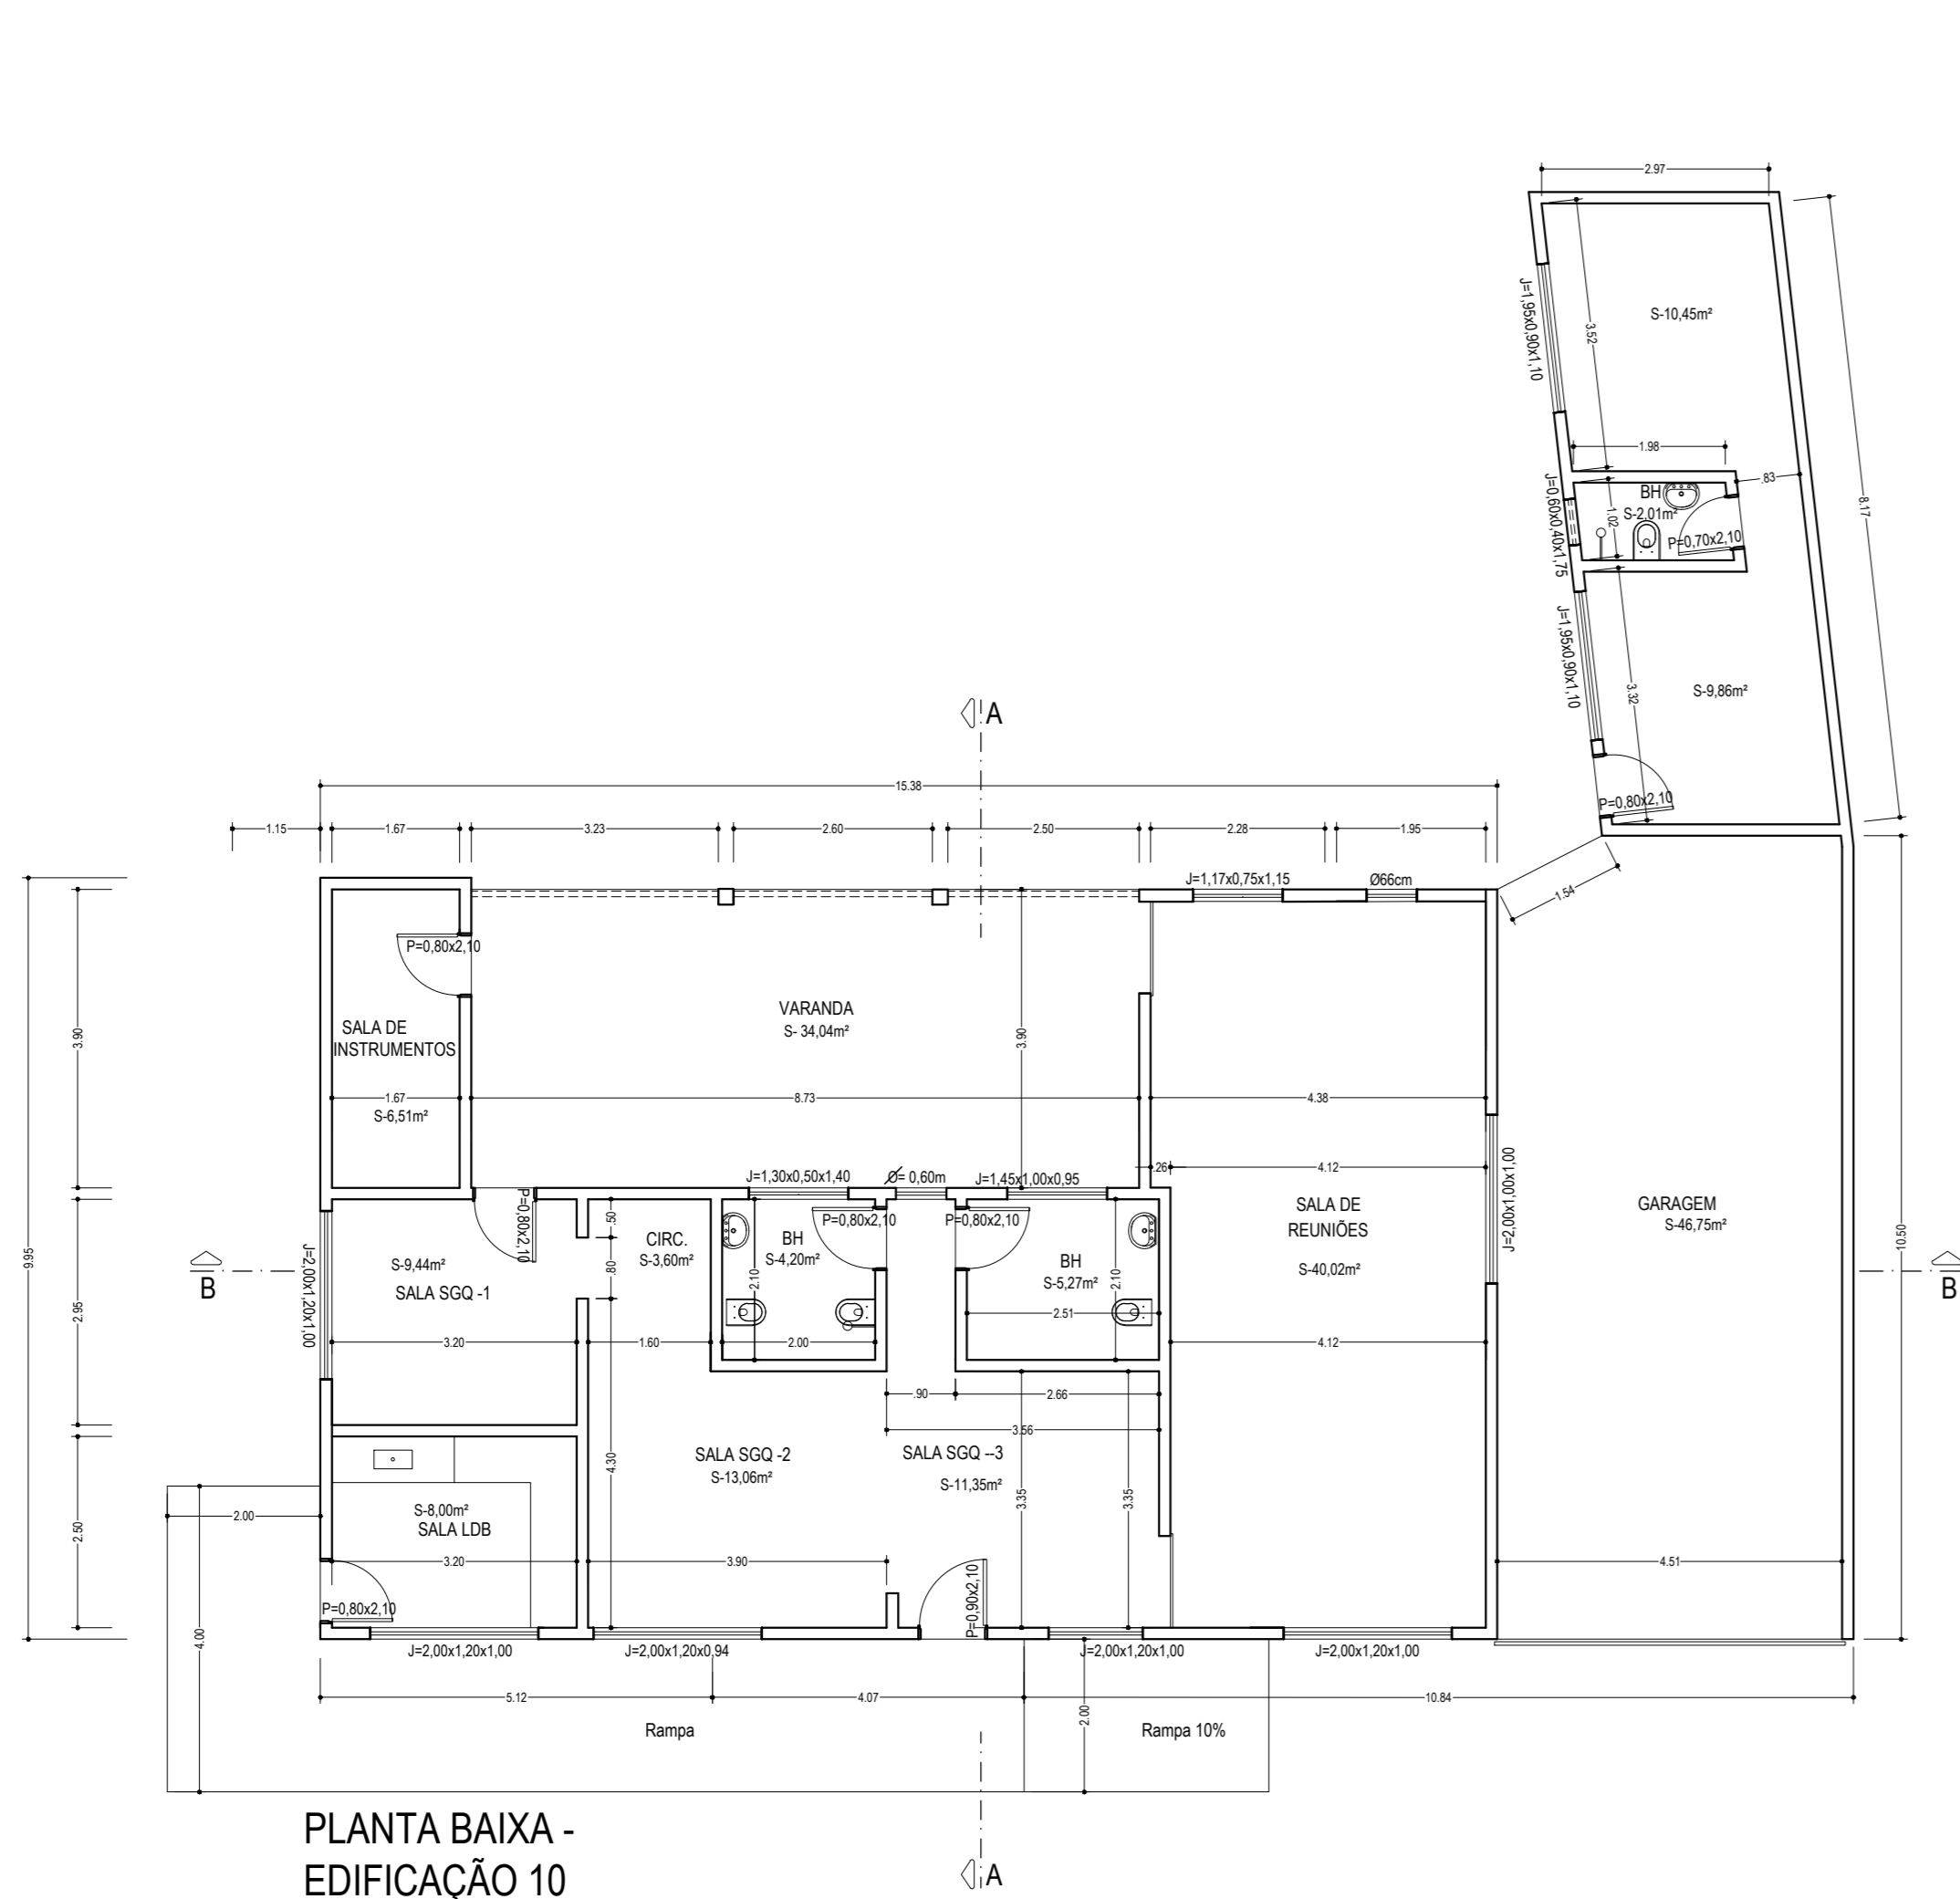 2.97
S-10,45m²
J=1,95x0,90x1,10
3.52
1.98
.83
8.17
BH
S-2.01m²
1.02
P=0,70x2,10
J=0,60x0,40x1,75
J=1,95x0,90x1,10
3.32
S-9,86m²
P=0,80x2,10
A
15.38
1.15
1.67
3.23
2.60
2.50
2.28
1.95
1.54
J=1,17x0,75x1,15
Ø66cm
P=0,80x2,10
VARANDA
S- 34,04m²
3.90
3.90
SALA DE
INSTRUMENTOS
1.67
S-6,51m²
8.73
4.38
9.95
J=1,30x0,50x1,40
Ø= 0,60m
J=1,45x1,00x0,95
.26
4.12
J=2,00x1,00x1,00
P=0,80x2,10
.50
P=0,80x2,10
P=0,80x2,10
SALA DE
REUNIÕES
S-40,02m²
GARAGEM
S-46,75m²
10.50
CIRC.
S-3,60m²
BH
S-4,20m²
BH
S-5,27m²
B
J=2,00x1,20x1,00
S-9,44m²
SALA SGQ -1
.80
2.10
2.10
B
2.95
2.51
3.20
1.60
2.00
4.12
.90
2.66
3.56
SALA SGQ -2
S-13,06m²
SALA SGQ --3
S-11,35m²
4.30
3.35
3.35
2.00
2.50
S-8,00m²
SALA LDB
3.20
3.90
4.51
P=0,80x2,10
P=0,90x2,10
4.00
J=2,00x1,20x1,00
J=2,00x1,20x0,94
J=2,00x1,20x1,00
J=2,00x1,20x1,00
5.12
4.07
10.84
2.00
Rampa
Rampa 10%
PLANTA BAIXA -
EDIFICAÇÃO 10
A